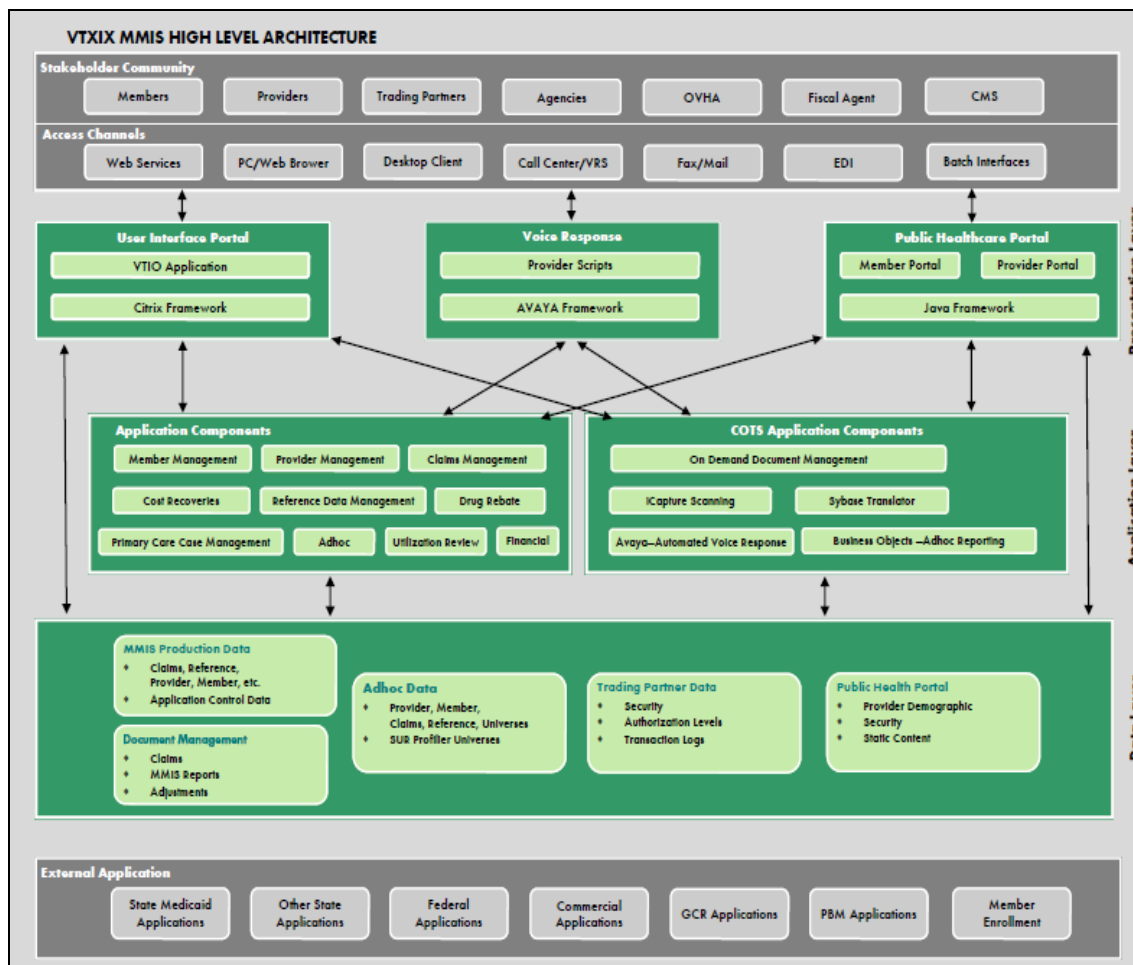 VTXIX MMIS HIGH LEVEL ARCHITECTURE
Stakeholder Community
Members
Providers
Trading Partners
Agencies
OVHA
Fiscal Agent
CMS
Access Channels
Web Services
PC/Web Brower
Desktop Client
Call Center/VRS
Fax/Mail
EDI
Batch Interfaces
User Interface Portal
VTIO Application
Citrix Framework
Voice Response
Provider Scripts
AVAYA Framework
Public Healthcare Portal
Member Portal
Provider Portal
Java Framework
Application Components
Member Management
Provider Management
Claims Management
Cost Recoveries
Reference Data Management
Drug Rebate
Primary Care Case Management
Adhoc
Utilization Review
Financial
COTS Application Components
On Demand Document Management
iCapture Scanning
Sybase Translator
Avaya—Automated Voice Response
Business Objects —Adhoc Reporting
MMIS Production Data
• Claims, Reference,
Provider, Member, etc.
• Application Control Data
Document Management
• Claims
• MMIS Reports
• Adjustments
Adhoc Data
• Provider, Member,
Claims, Reference, Universes
• SUR Profiler Universes
Trading Partner Data
• Security
• Authorization Levels
• Transaction Logs
Public Health Portal
• Provider Demographic
• Security
• Static Content
External Application
State Medicaid
Applications
Other State
Applications
Federal
Applications
Commercial
Applications
GCR Applications
PBM Applications
Member
Enrollment